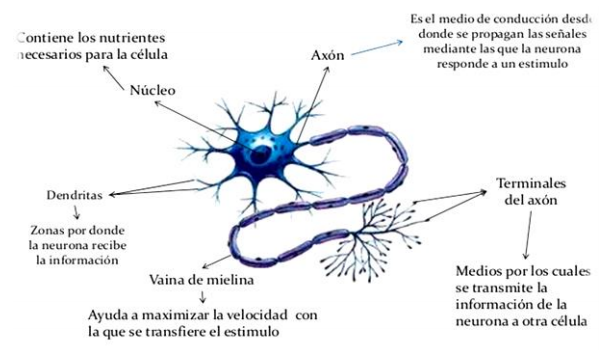 Contiene los nutrientes
necesarios para la célula
Núcleo
Axón
Es el medio de conducción desde
donde se propagan las señales
mediante las que la neurona
responde a un estimulo
Dendritas
Zonas por donde
la neurona recibe
la información
Vaina de mielina
Ayuda a maximizar la velocidad con
la que se transfiere el estimulo
Terminales
del axón
Medios por los cuales
se transmite la
información de la
neurona a otra célula